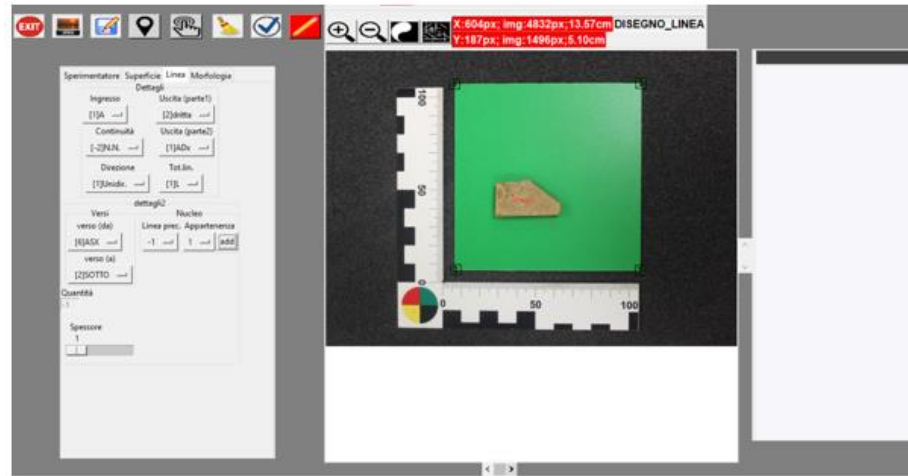 EXIT
X:604px; img:4832px;13.57cm DISEGNO_LINEA
Y:187px; img:1496px;5.10cm
Sperimentatore Superficie Linea Morfologia
Dettagli
Ingresso Uscita (parte1)
[1]A [2]dritta
Continuità Uscita (parte2)
[-2]N.N. [1]ADx
Direzione Tot.lin.
[1]Unidir. [1]L
dettagli2
Versi Nucleo
verso (da) Linea prec. Appartenenza
[6]ASX -1 1 add
verso (a)
[2]SOTTO
Quantità
Spessore
1
100
50
0
0 50 100